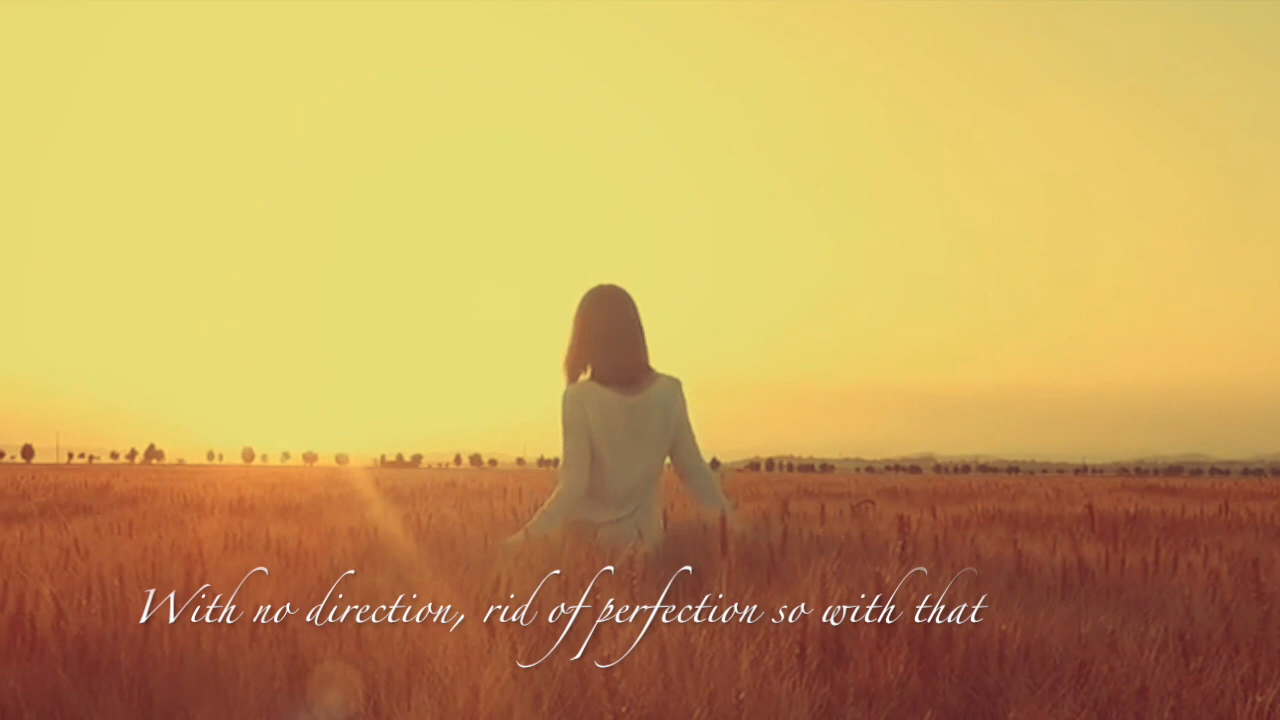 With no direction, rid of perfection so with that